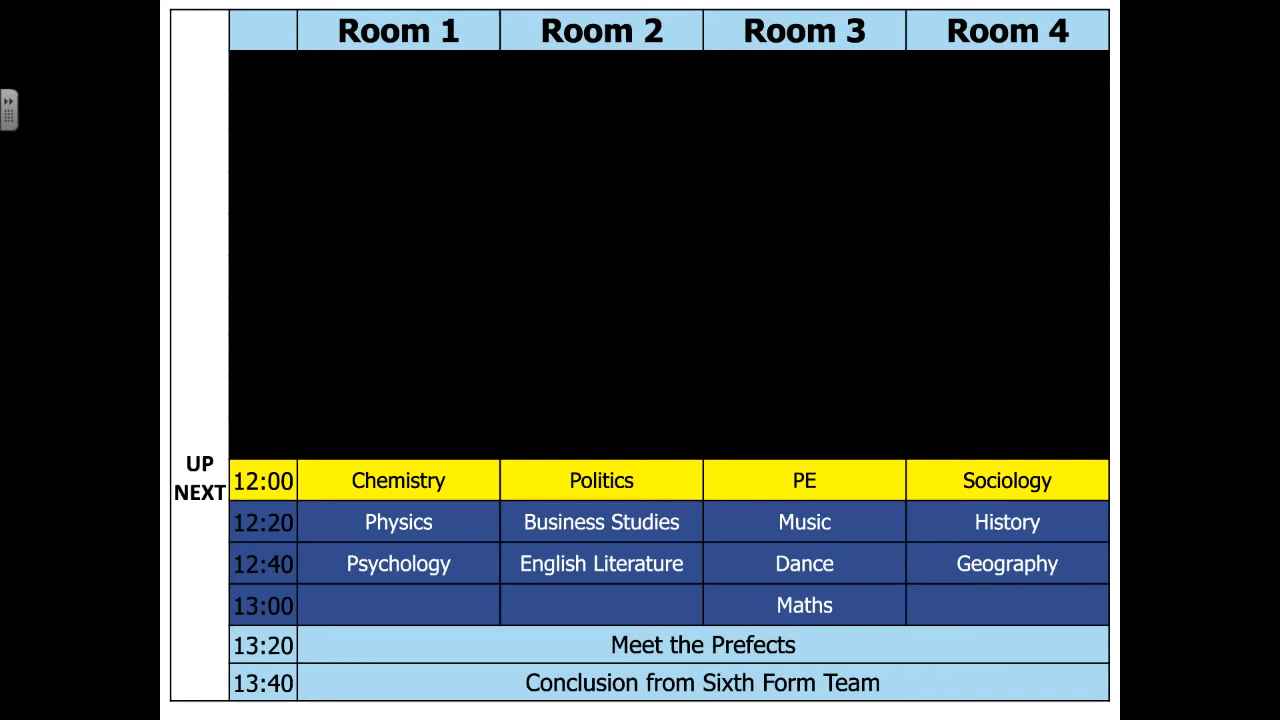 Room 1 Room 2 Room 3 Room 4
UP
NEXT
12:00 Chemistry Politics PE Sociology
12:20 Physics Business Studies Music History
12:40 Psychology English Literature Dance Geography
13:00 Maths
13:20 Meet the Prefects
13:40 Conclusion from Sixth Form Team